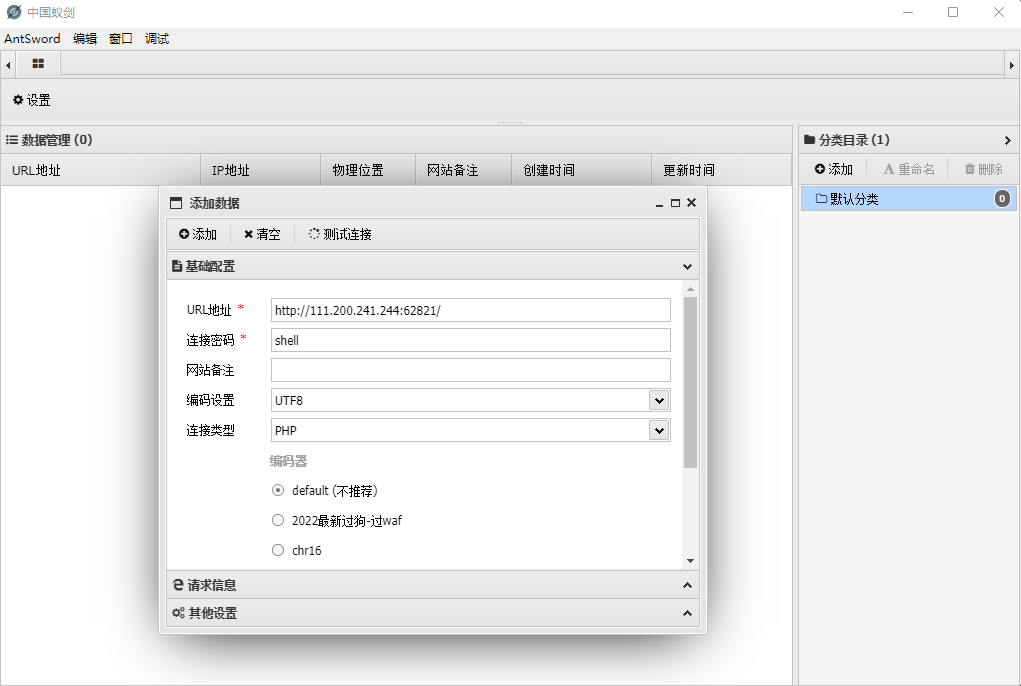 中国蚁剑
AntSword 编辑 窗口 调试
设置
数据管理 (0)
分类目录 (1)
URL地址 IP地址 物理位置 网站备注 创建时间 更新时间
添加 重命名 删除
默认分类 0
添加数据
添加 清空 测试连接
基础配置
URL地址 * http://111.200.241.244:62821/
连接密码 * shell
网站备注
编码设置 UTF8
连接类型 PHP
编码器
default (不推荐)
2022最新过狗-过waf
chr16
请求信息
其他设置